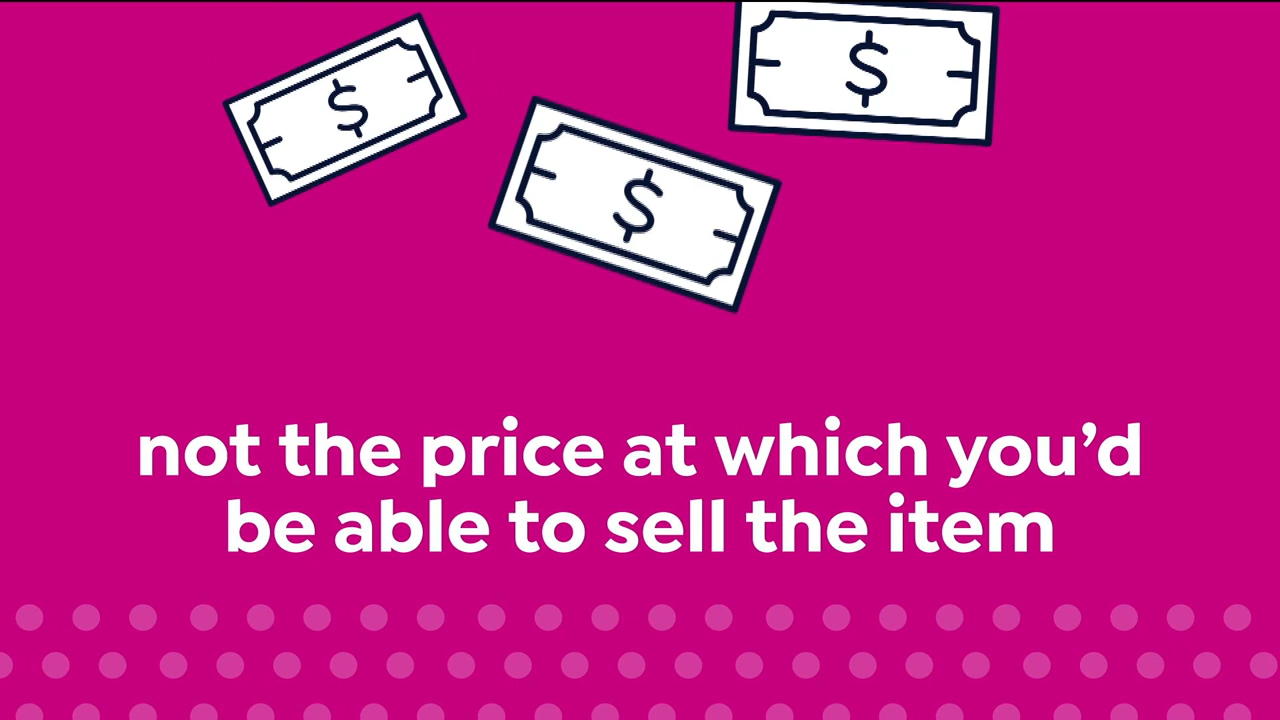 $
$
$
not the price at which you’d
be able to sell the item